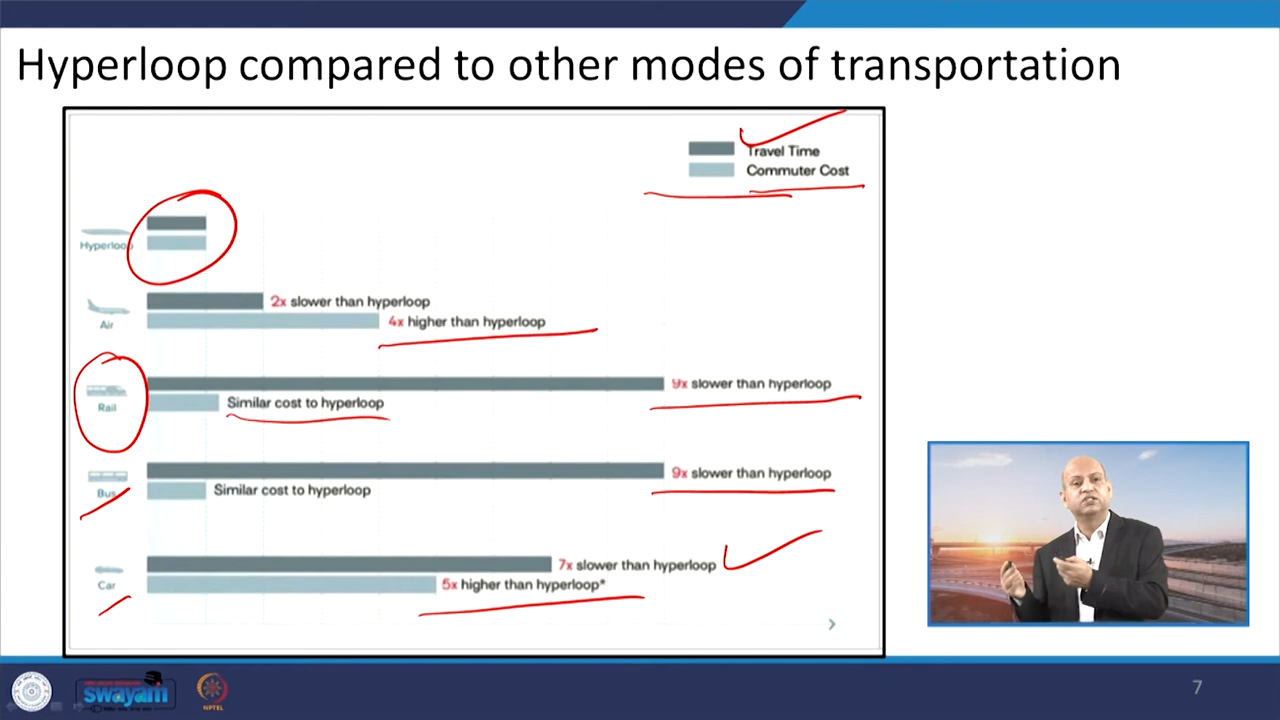 Hyperloop compared to other modes of transportation
Travel Time
Commuter Cost
Hyperloop
Air
2x slower than hyperloop
4x higher than hyperloop
Rail
9x slower than hyperloop
Similar cost to hyperloop
Bus
9x slower than hyperloop
Similar cost to hyperloop
Car
7x slower than hyperloop
5x higher than hyperloop*
swayam
NPTEL
7